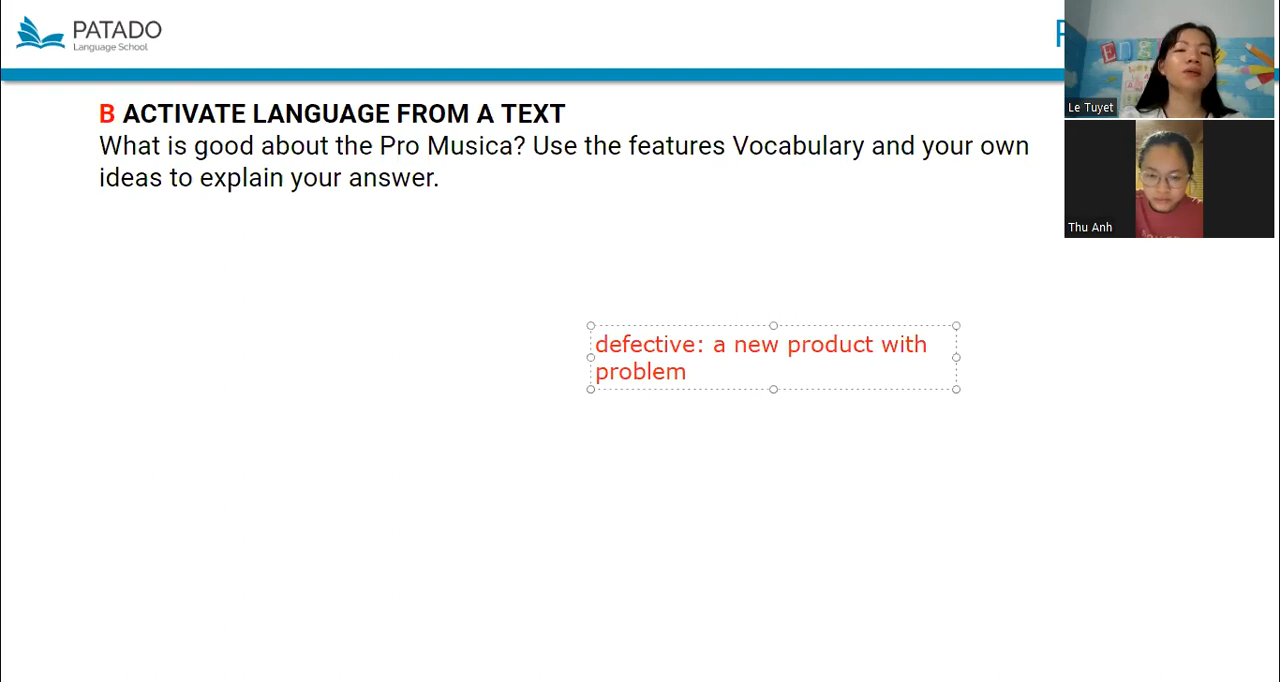 PATADO
Language School
P
Le Tuyet
Thu Anh
B ACTIVATE LANGUAGE FROM A TEXT
What is good about the Pro Musica? Use the features Vocabulary and your own
ideas to explain your answer.
defective: a new product with
problem